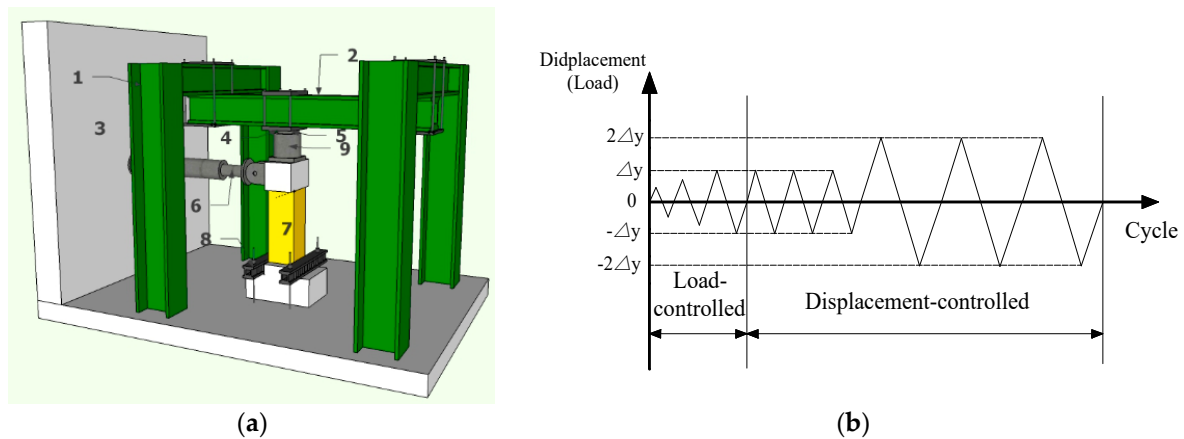 1
2
3
4
5
9
6
7
8
(a)
Didplacement
(Load)
2△y
△y
0
-△y
-2△y
Cycle
Load-
controlled
Displacement-controlled
(b)